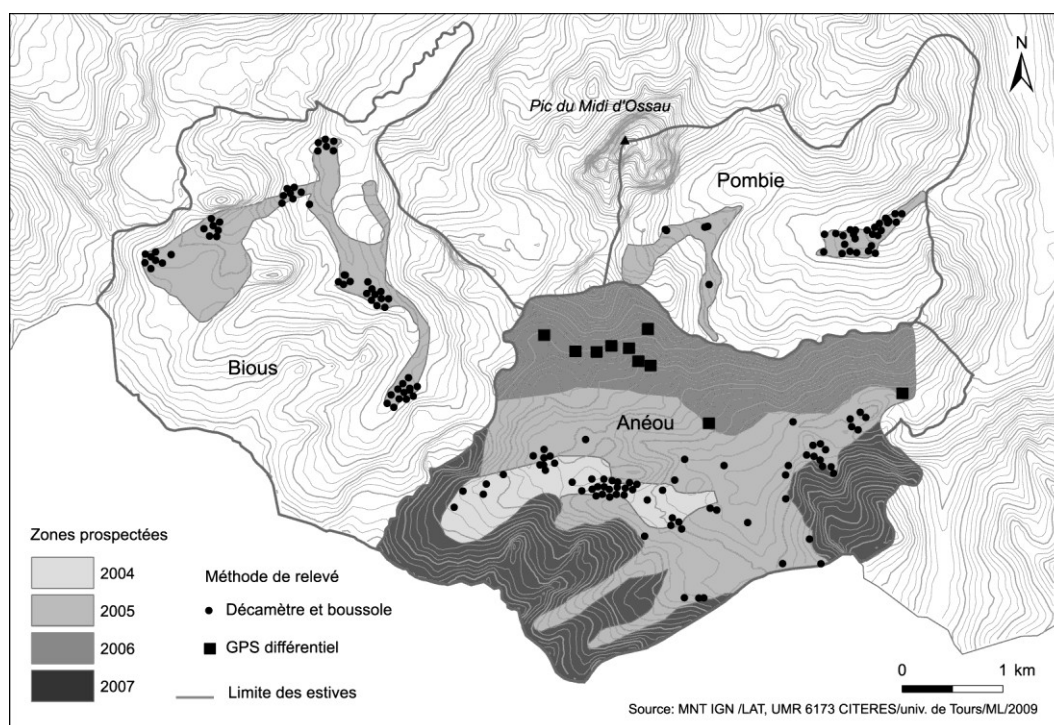 N
Pic du Midi d'Ossau
Pombie
Bious
Anéou
Zones prospectées
2004
2005
2006
2007
Méthode de relevé
Décamètre et boussole
GPS différentiel
Limite des estives
0 1 km
Source: MNT IGN /LAT, UMR 6173 CITERES/univ. de Tours/ML/2009